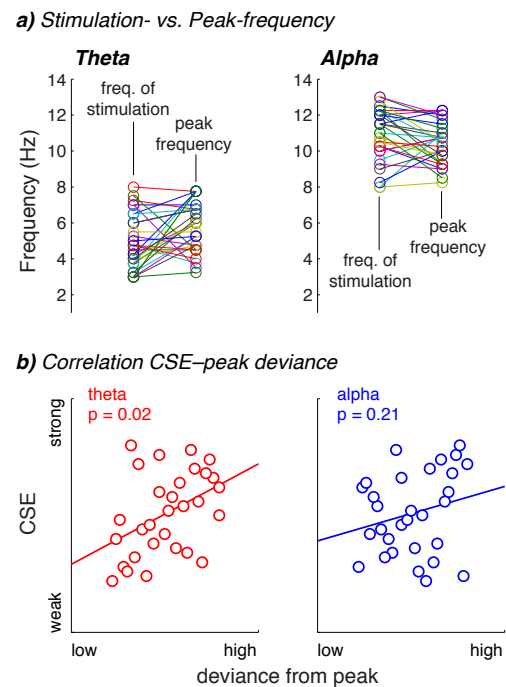 a) Stimulation- vs. Peak-frequency
Theta
Alpha
freq. of
stimulation
peak
frequency
Frequency (Hz)
14
12
10
8
6
4
2
14
12
10
8
6
4
2
freq. of
stimulation
peak
frequency
b) Correlation CSE–peak deviance
theta
p = 0.02
alpha
p = 0.21
strong
CSE
weak
low
high
low
high
deviance from peak